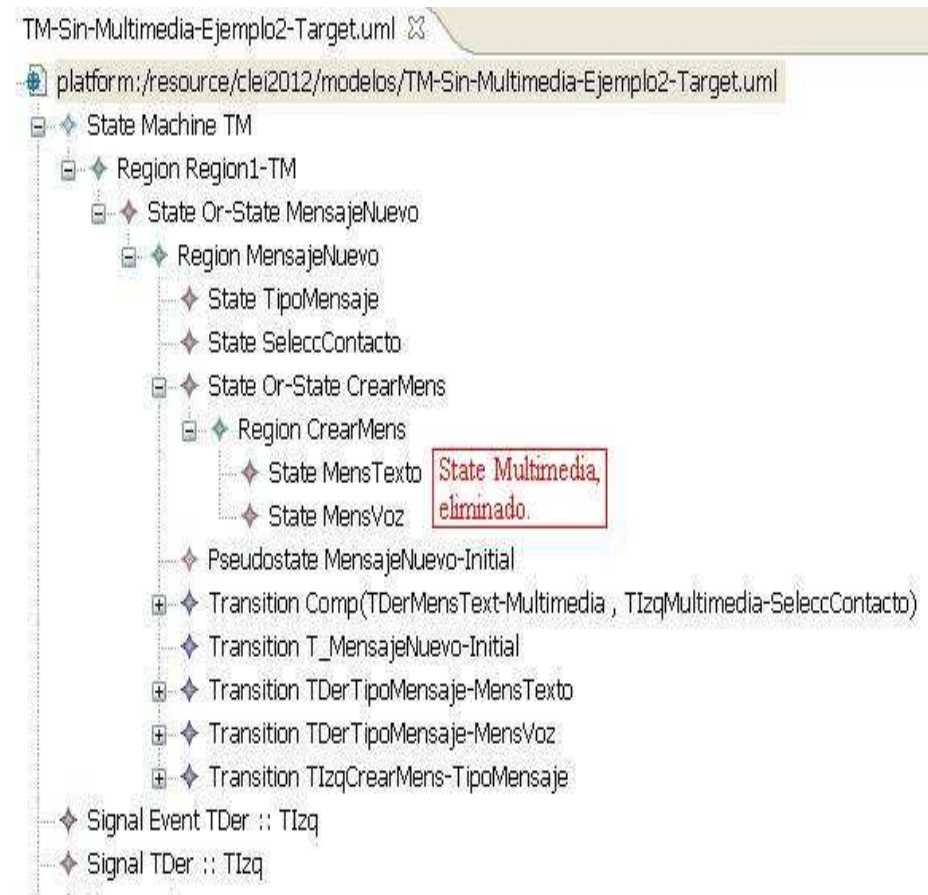 TM-Sin-Multimedia-Ejemplo2-Target.uml
platform:/resource/clei2012/modelos/TM-Sin-Multimedia-Ejemplo2-Target.uml
State Machine TM
Region Region1-TM
State Or-State MensajeNuevo
Region MensajeNuevo
State TipoMensaje
State SeleccContacto
State Or-State CrearMens
Region CrearMens
State MensTexto
State MensVoz
State Multimedia,
eliminado.
Pseudostate MensajeNuevo-Initial
Transition Comp(TDerMensText-Multimedia , TIzqMultimedia-SeleccContacto)
Transition T_MensajeNuevo-Initial
Transition TDerTipoMensaje-MensTexto
Transition TDerTipoMensaje-MensVoz
Transition TIzqCrearMens-TipoMensaje
Signal Event TDer :: TIzq
Signal TDer :: TIzq